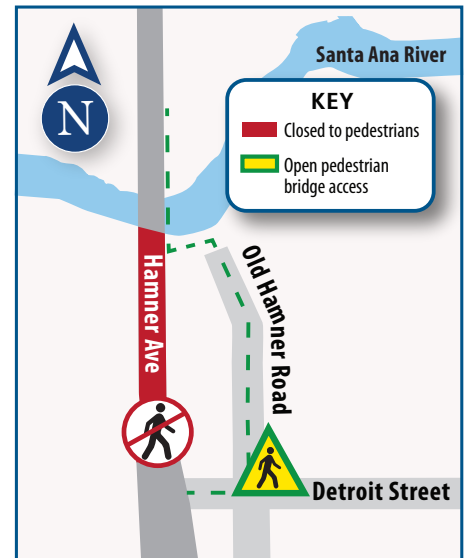 Santa Ana River
N
KEY
Closed to pedestrians
Open pedestrian
bridge access
Hamner Ave
Old Hamner Road
Detroit Street